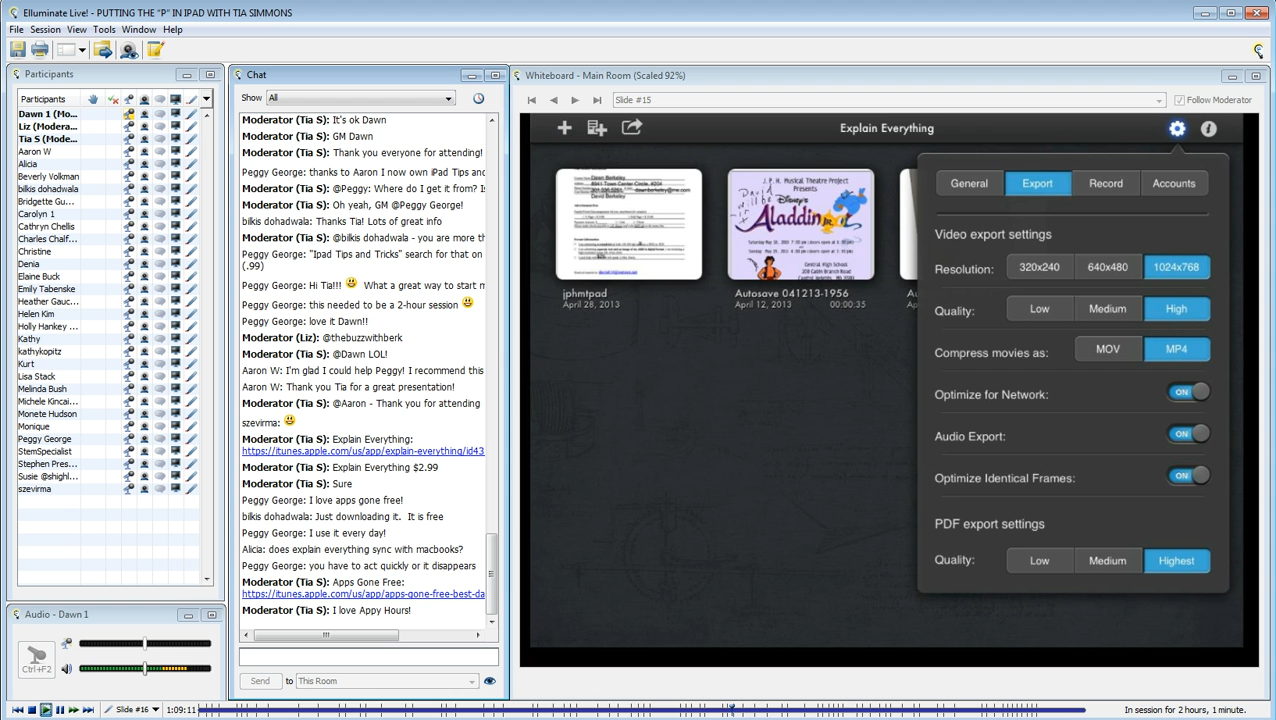 Elluminate Live! - PUTTING THE "P" IN IPAD WITH TIA SIMMONS
File Session View Tools Window Help
Participants
Participants
Dawn 1 (Mo...
Liz (Modera...
Tia S (Mode...
Aaron W
Alicia
Beverly Volkman
bilkis dohadwala
Bridgette Gu...
Carolyn 1
Cathryn Chellis
Charles Chalf...
Christine
Denia
Elaine Buck
Emily Tabenske
Heather Gauc...
Helen Kim
Holly Hankey ...
Kathy
kathykopitz
Kurt
Lisa Stack
Melinda Bush
Michele Kincai...
Monete Hudson
Monique
Peggy George
StemSpecialist
Stephen Pres...
Susie @shighl...
szevirma
Audio - Dawn 1
Ctrl+F2
Chat
Show All
Moderator (Tia S): It's ok Dawn
Moderator (Tia S): GM Dawn
Moderator (Tia S): Thank you everyone for attending!
Peggy George: thanks to Aaron I now own iPad Tips and
Moderator (Tia S): @Peggy-Where do I get it from? Is
Moderator (Tia S): Oh yeah, GM @Peggy George!
bilkis dohadwala: Thanks Tia! Lots of great info
Moderator (Tia S): @bilkis dohadwala - you are more th
Peggy George: "Ipad Tips and Tricks" search for that on
(.99)
Peggy George: Hi Tia!!! What a great way to start m
Peggy George: this needed to be a 2-hour session
Peggy George: love it Dawn!!
Moderator (Liz): @thebuzzwithberk
Moderator (Tia S): @Dawn LOL!
Aaron W: I'm glad I could help Peggy! I recommend this
Aaron W: Thank you Tia for a great presentation!
Moderator (Tia S): @Aaron - Thank you for attending
szevirma:
Moderator (Tia S): Explain Everything:
https://itunes.apple.com/us/app/explain-everything/id43
Moderator (Tia S): Explain Everything $2.99
Moderator (Tia S): Sure
Peggy George: I love apps gone free!
bilkis dohadwala: Just downloading it. It is free
Peggy George: I use it every day!
Alicia: does explain everything sync with macbooks?
Peggy George: you have to act quickly or it disappears
Moderator (Tia S): Apps Gone Free:
https://itunes.apple.com/us/app/apps-gone-free-best-da
Moderator (Tia S): I love Appy Hours!
Send to This Room
Whiteboard - Main Room (Scaled 92%)
Slide #15
Follow Moderator
Explain Everything
J. P. H. Musical Theatre Project
Presents
Disney's
Aladdin
jphmtpad
April 28, 2013
Autosave 041213-1956
April 12, 2013 00:00:35
General Export Record Accounts
Video export settings
Resolution: 320x240 640x480 1024x768
Quality: Low Medium High
Compress movies as: MOV MP4
Optimize for Network: ON
Audio Export: ON
Optimize Identical Frames: ON
PDF export settings
Quality: Low Medium Highest
Slide #16
1:09:11
In session for 2 hours, 1 minute.